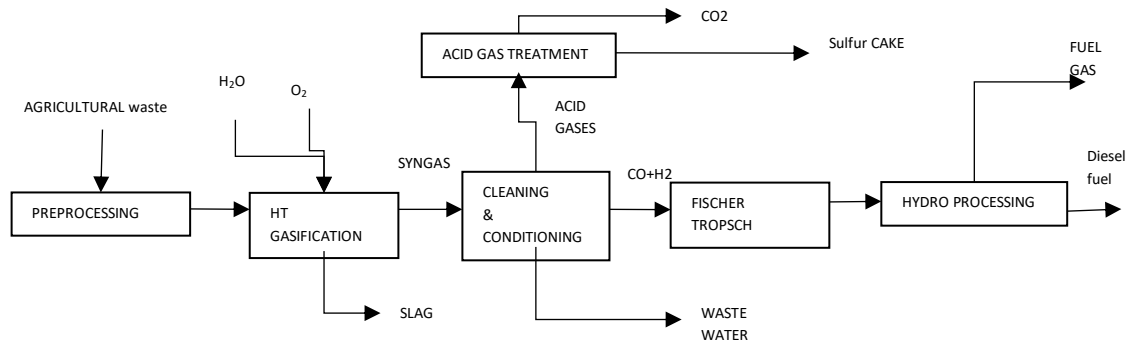 CO2
ACID GAS TREATMENT
Sulfur CAKE
FUEL
GAS
H₂O
O₂
AGRICULTURAL waste
ACID
GASES
SYNGAS
CO+H2
Diesel
fuel
PREPROCESSING
HT
GASIFICATION
CLEANING
&
CONDITIONING
FISCHER
TROPSCH
HYDRO PROCESSING
SLAG
WASTE
WATER